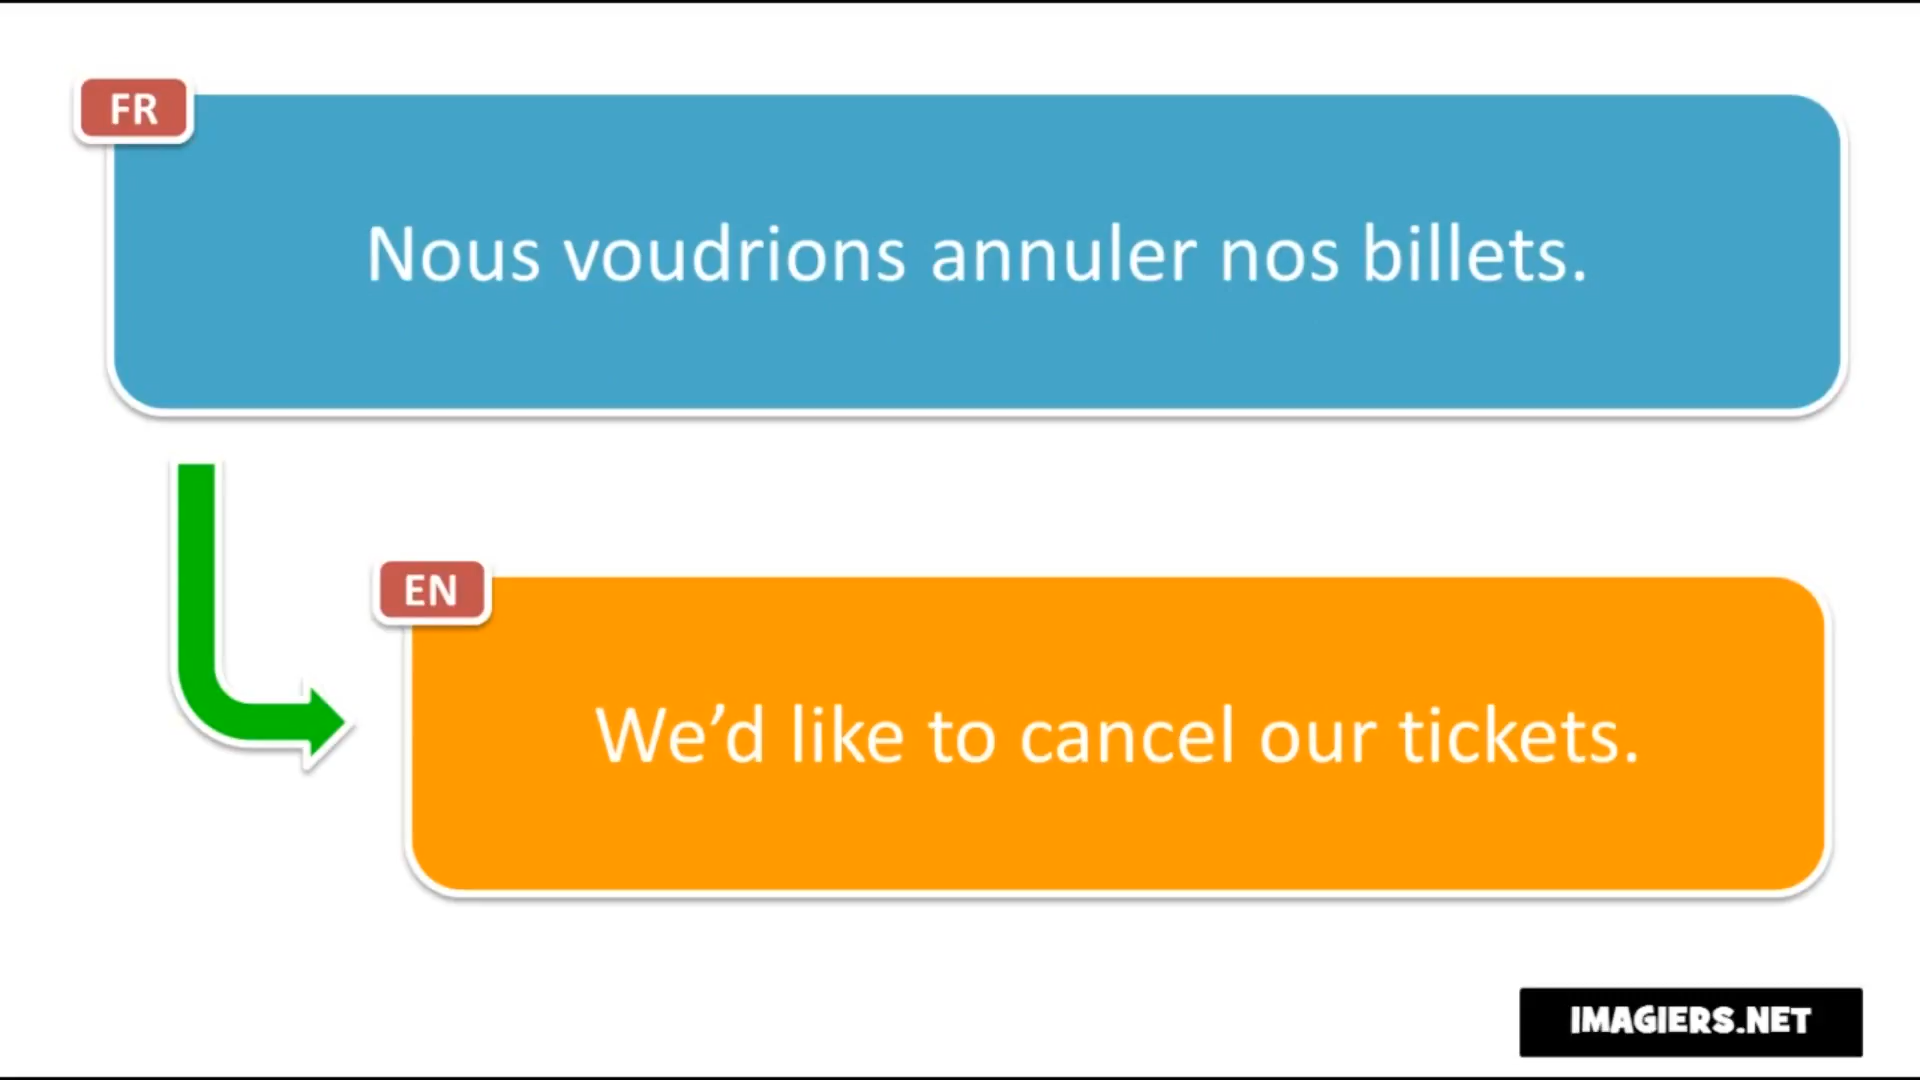 FR
Nous voudrions annuler nos billets.
EN
We’d like to cancel our tickets.
IMAGIERS.NET